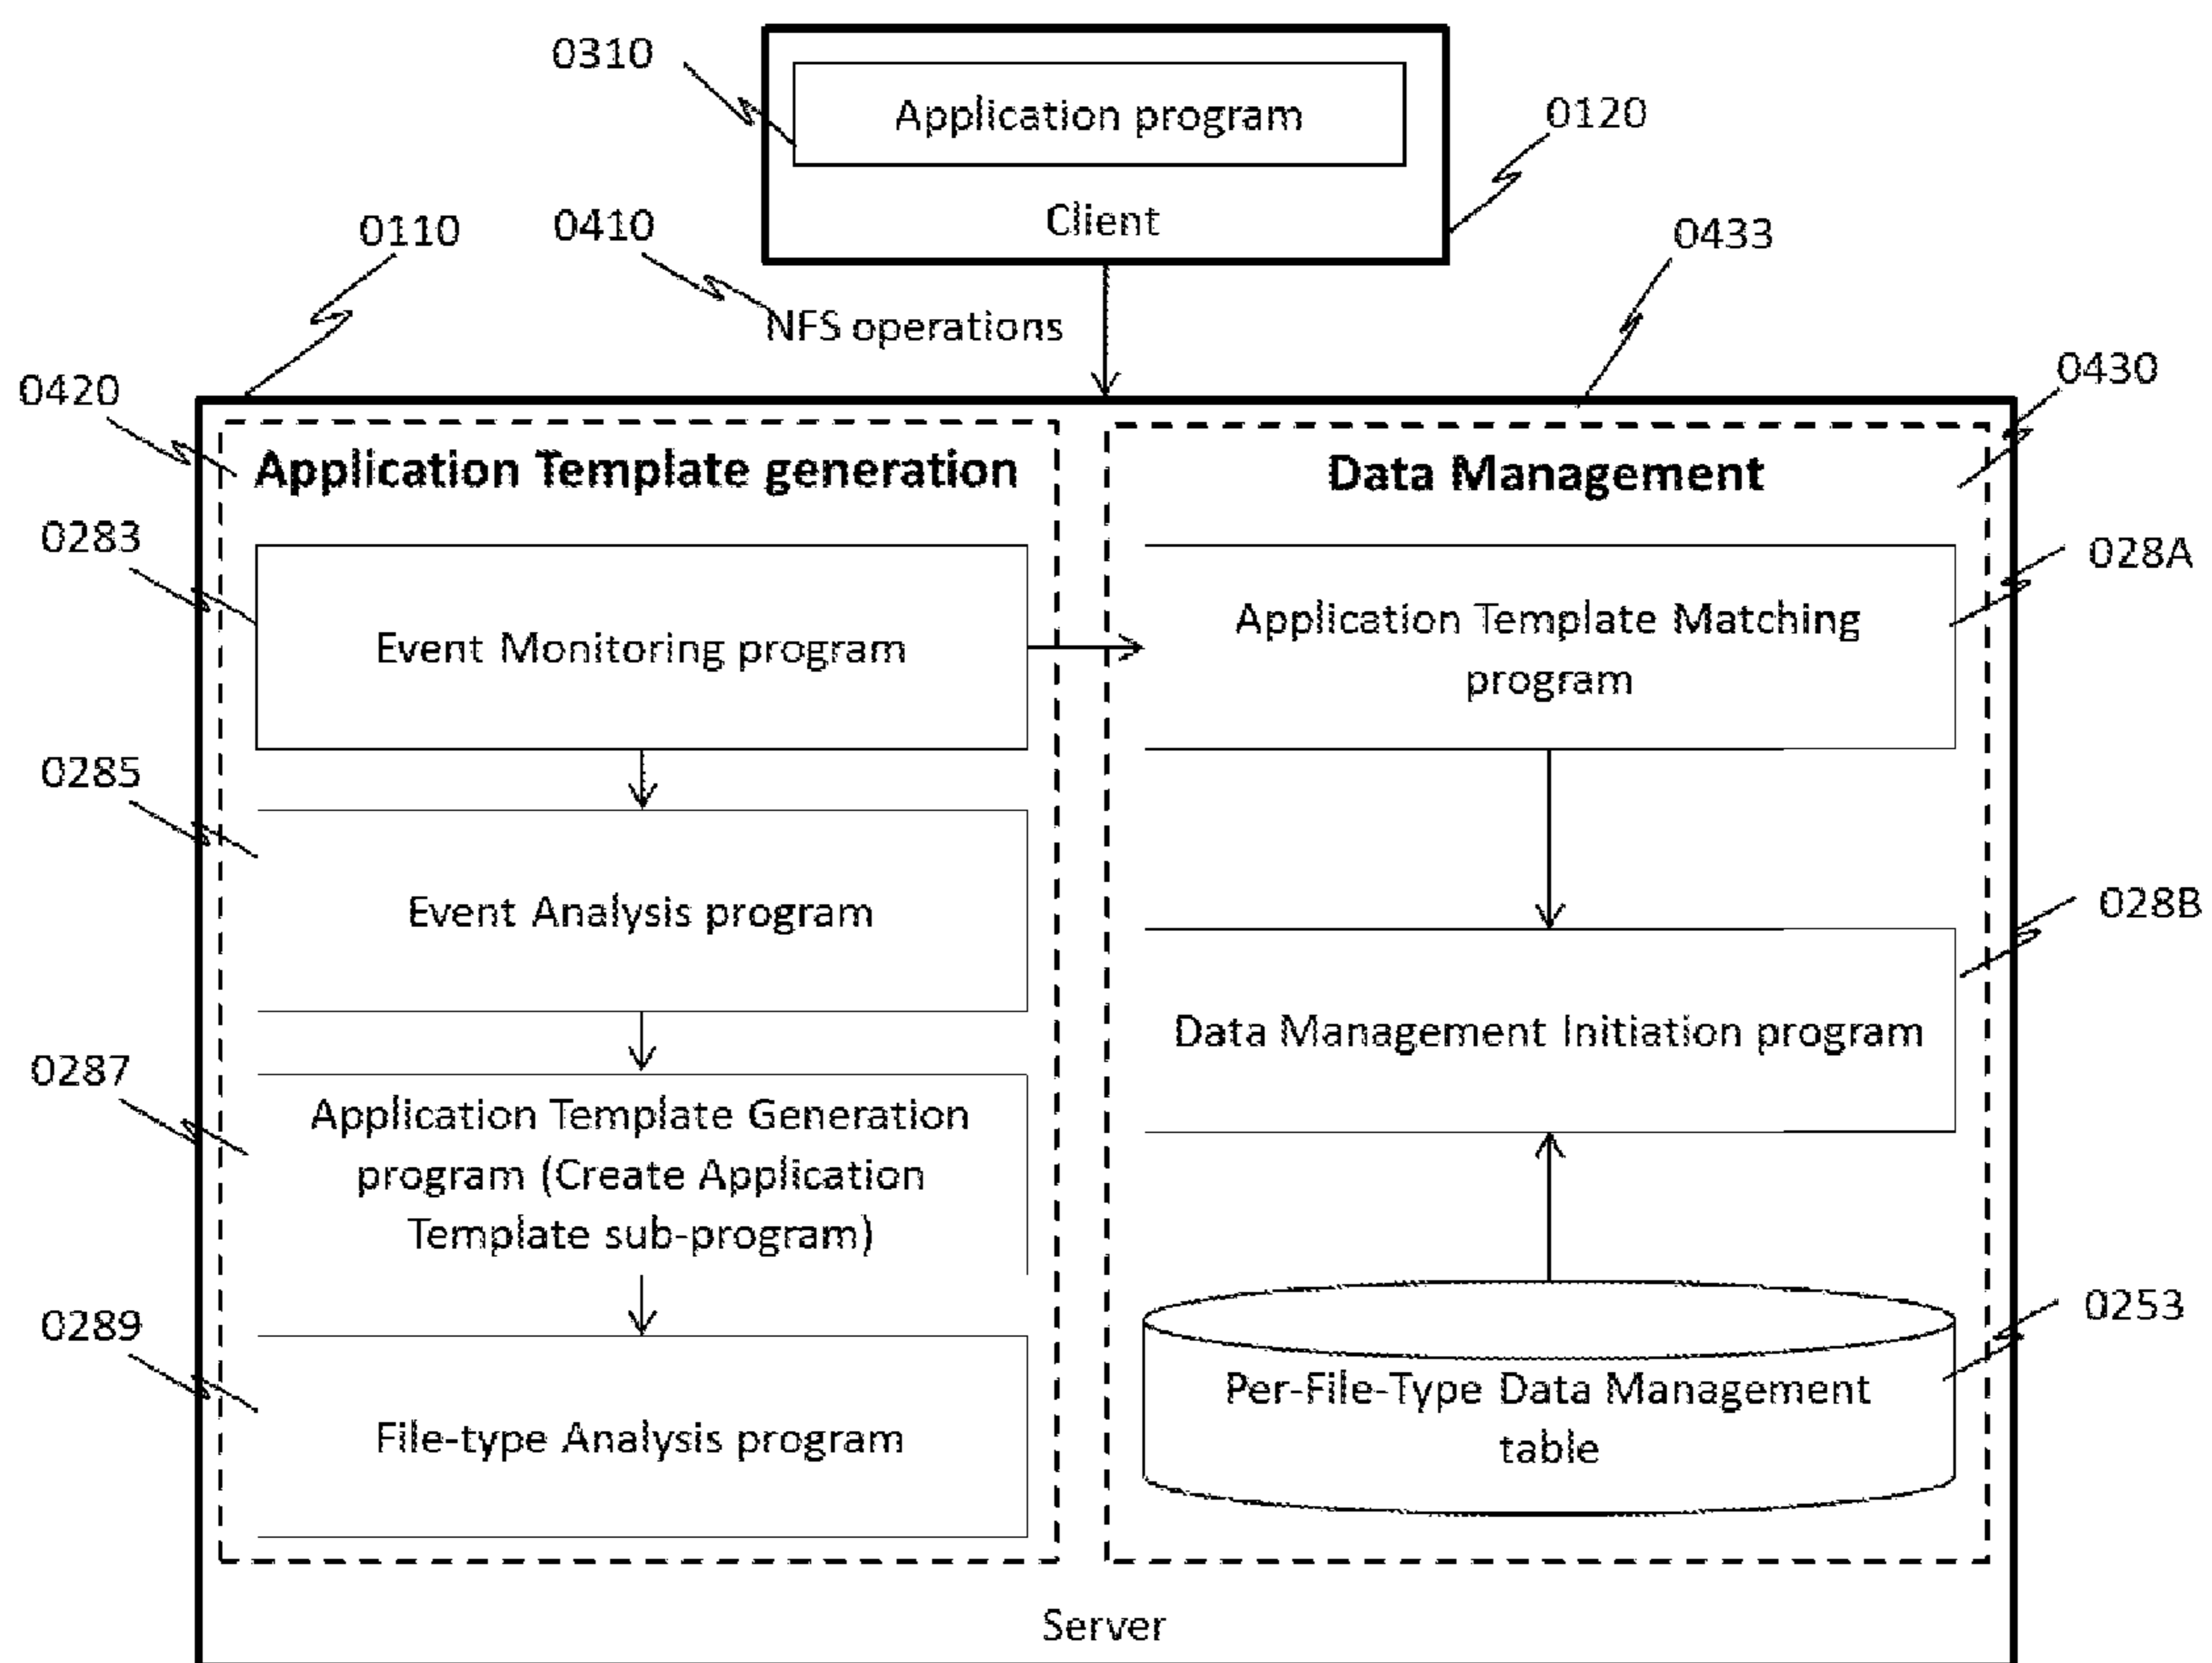 0310
Application program
0120
Client
0410
0110
0433
NFS operations
0430
0420
Application Template generation
Data Management
0283
028A
Event Monitoring program
Application Template Matching
program
0285
028B
Event Analysis program
Data Management Initiation program
0287
Application Template Generation
program (Create Application
Template sub-program)
0289
0253
File-type Analysis program
Per-File-Type Data Management
table
Server